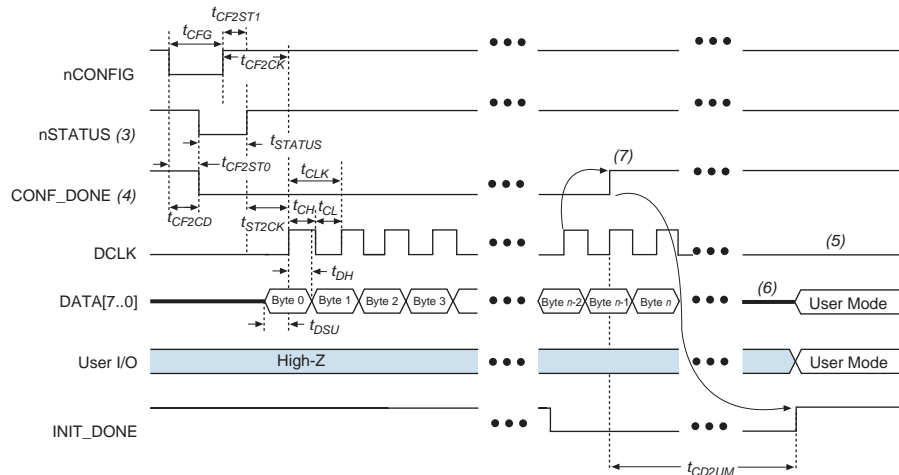 tCF2ST1
tCFG
tCF2CK
nCONFIG
nSTATUS (3)
tSTATUS
tCF2ST0
tCLK
(7)
CONF_DONE (4)
tCF2CD
tST2CK
tCH
tCL
(5)
DCLK
tDH
(6)
DATA[7..0]
Byte 0
Byte 1
Byte 2
Byte 3
Byte n-2
Byte n-1
Byte n
User Mode
tDSU
User I/O
High-Z
User Mode
INIT_DONE
tCD2UM